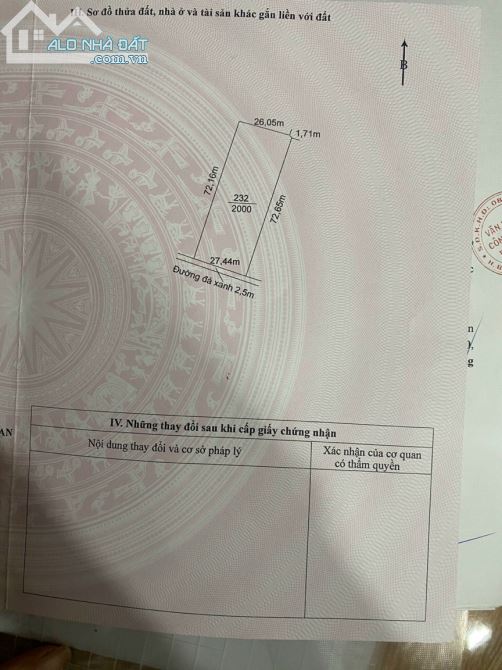 III. Sơ đồ thửa đất, nhà ở và tài sản khác gắn liền với đất
ALO NHÀ ĐẤT
.com.vn
B
26,05m
1,71m
72,16m
232
2000
72,65m
27,44m
Đường đá xanh 2,5m
VĂN
n
),
g
AN
IV. Những thay đổi sau khi cấp giấy chứng nhận
Nội dung thay đổi và cơ sở pháp lý
Xác nhận của cơ quan
có thẩm quyền